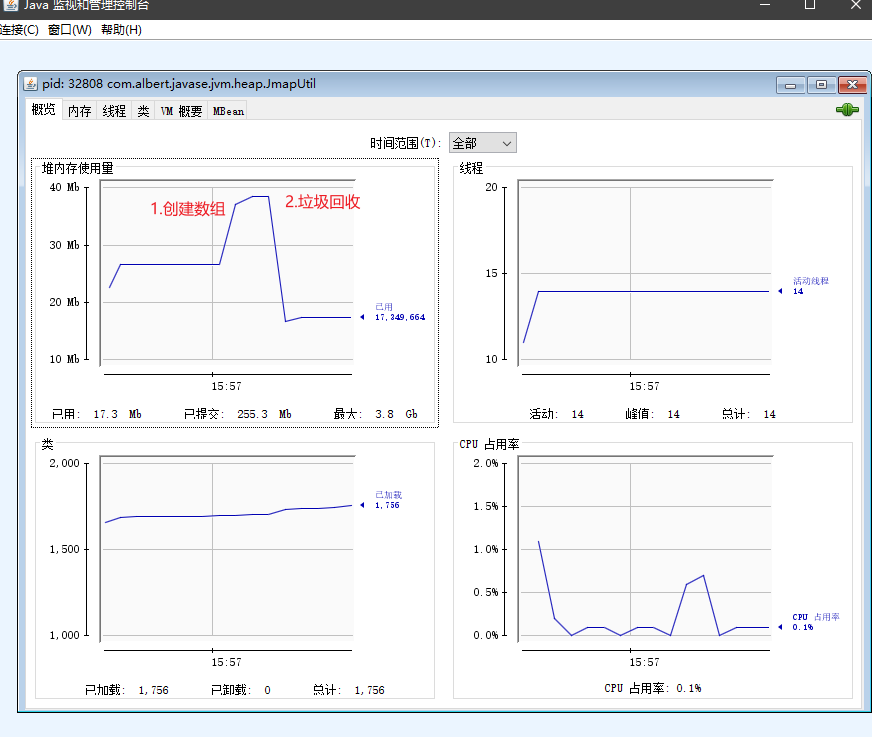 Java 监视和管理控制台
连接(C) 窗口(W) 帮助(H)
pid: 32808 com.albert.javase.jvm.heap.JmapUtil
概览 内存 线程 类 VM 概要 MBean
时间范围(T): 全部
堆内存使用量
40 Mb
30 Mb
20 Mb
10 Mb
1.创建数组
2.垃圾回收
已用
17,349,664
15:57
已用: 17.3 Mb 已提交: 255.3 Mb 最大: 3.8 Gb
线程
20
15
10
活动线程
14
15:57
活动: 14 峰值: 14 总计: 14
类
2,000
1,500
1,000
已加载
1,756
15:57
已加载: 1,756 已卸载: 0 总计: 1,756
CPU 占用率
2.0%
1.5%
1.0%
0.5%
0.0%
CPU 占用率
0.1%
15:57
CPU 占用率: 0.1%